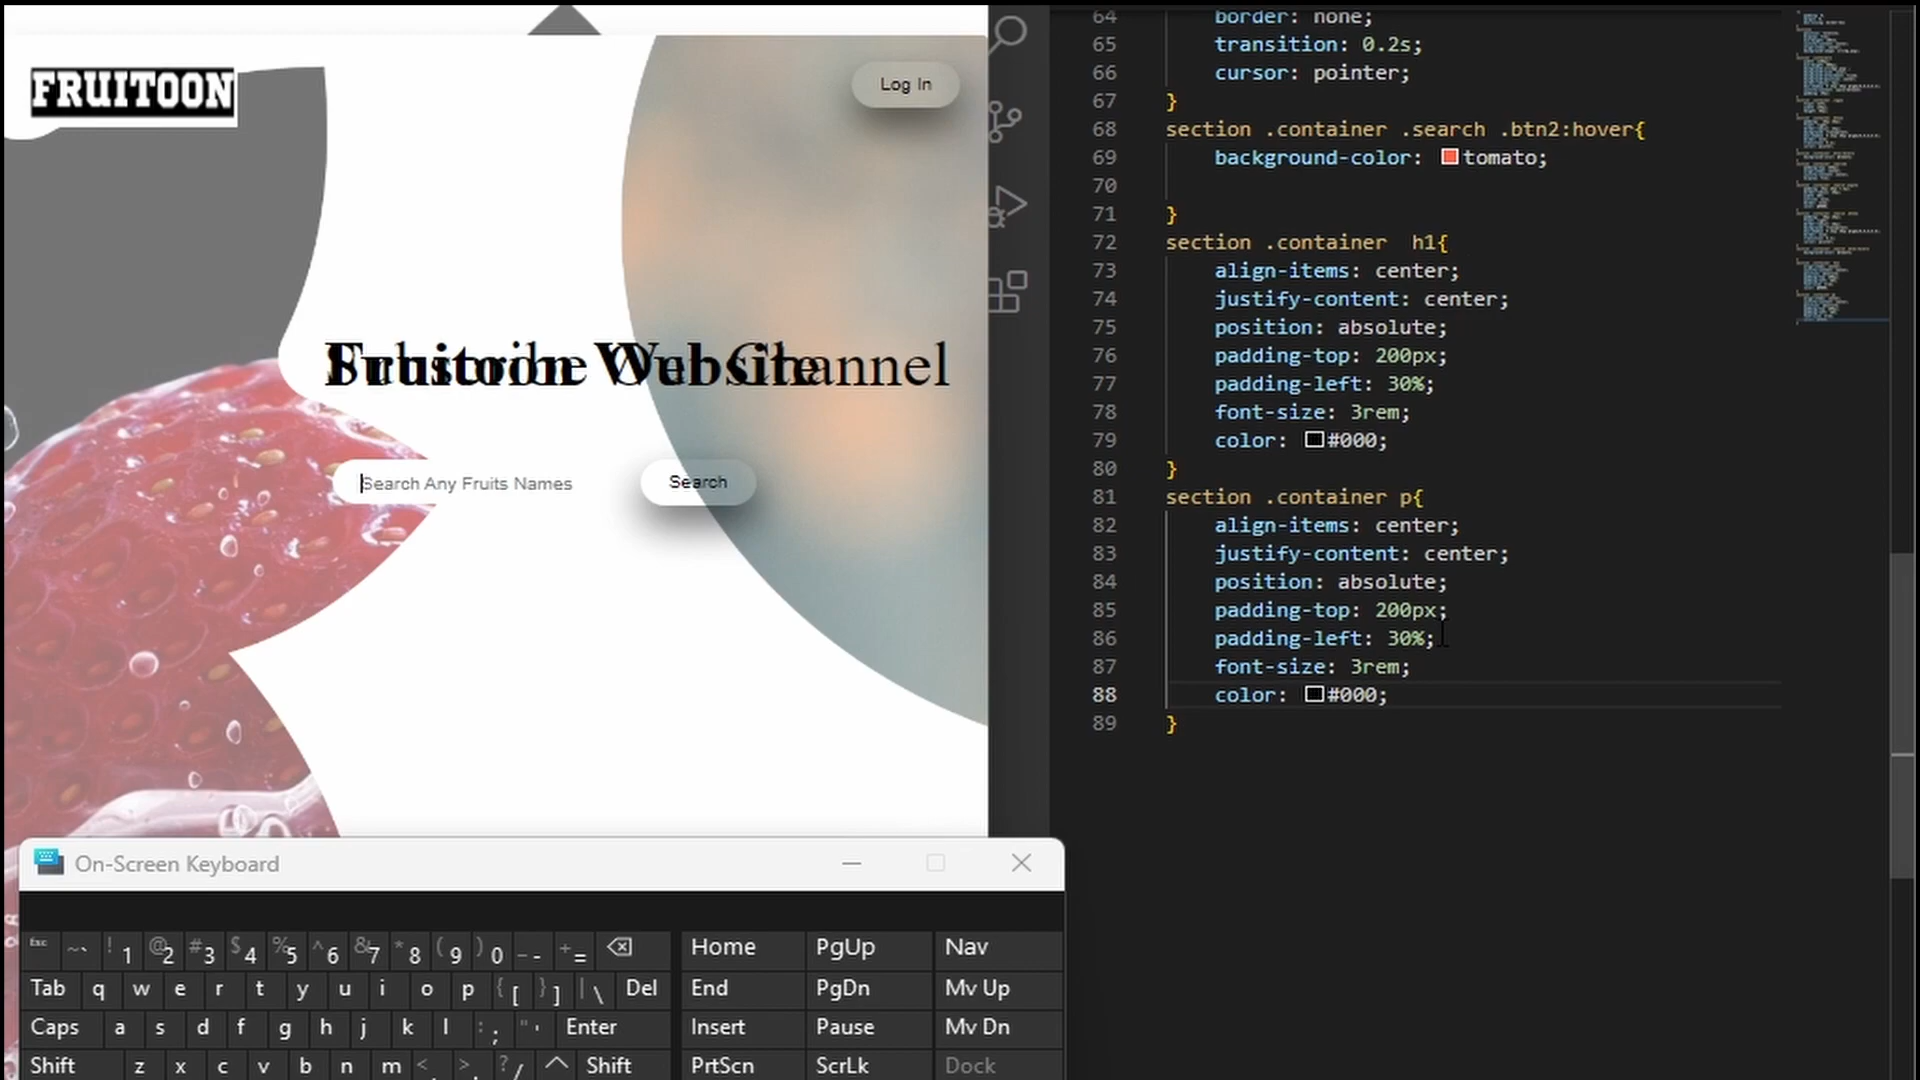 FRUITOON
Log In
Fruitoon Website
Subscribe Our Channel
Search Any Fruits Names
Search
64 border: none;
65 transition: 0.2s;
66 cursor: pointer;
67 }
68 section .container .search .btn2:hover{
69 background-color: tomato;
70
71 }
72 section .container  h1{
73 align-items: center;
74 justify-content: center;
75 position: absolute;
76 padding-top: 200px;
77 padding-left: 30%;
78 font-size: 3rem;
79 color: #000;
80 }
81 section .container p{
82 align-items: center;
83 justify-content: center;
84 position: absolute;
85 padding-top: 200px;
86 padding-left: 30%;
87 font-size: 3rem;
88 color: #000;
89 }
On-Screen Keyboard
Esc ~ ` ! 1 @ 2 # 3 $ 4 % 5 ^ 6 & 7 * 8 ( 9 ) 0 _ - + = Home PgUp Nav
Tab q w e r t y u i o p { [ } ] | \ Del End PgDn Mv Up
Caps a s d f g h j k l : ; " ' Enter Insert Pause Mv Dn
Shift z x c v b n m < , > . ? / Shift PrtScn ScrLk Dock